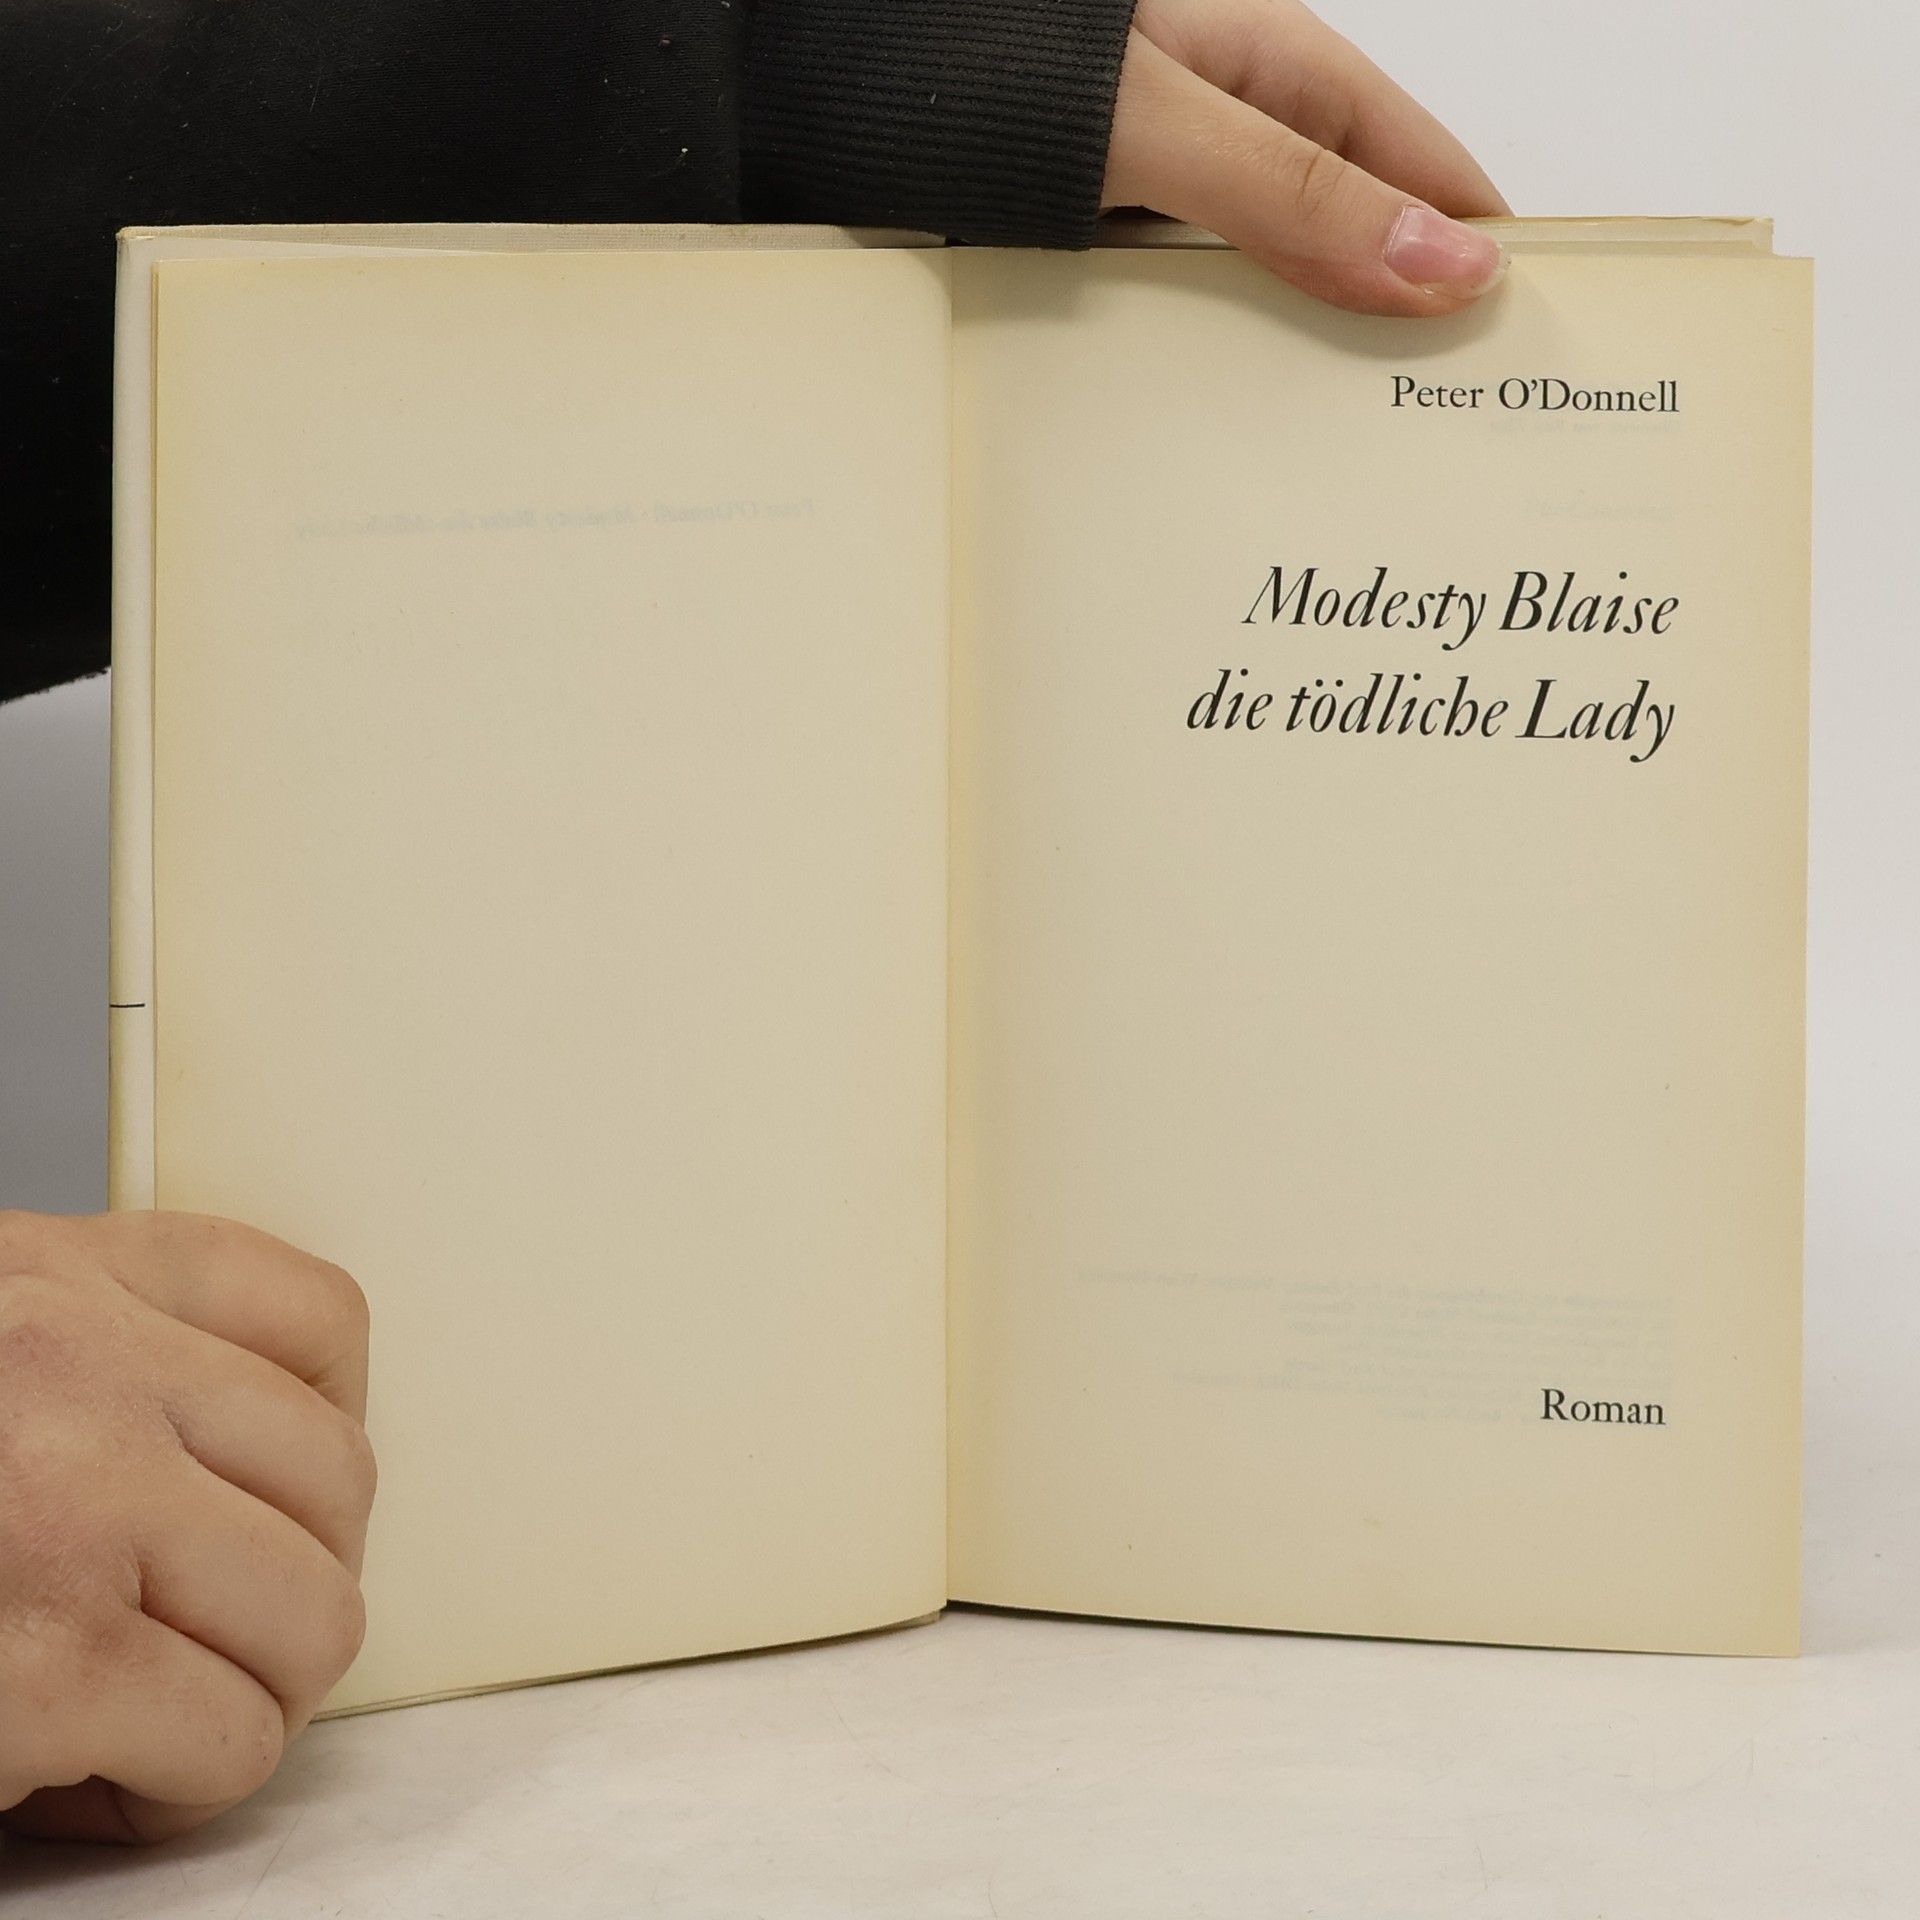 Peter O'Donnell
Modesty Blaise
die tödliche Lady
Roman